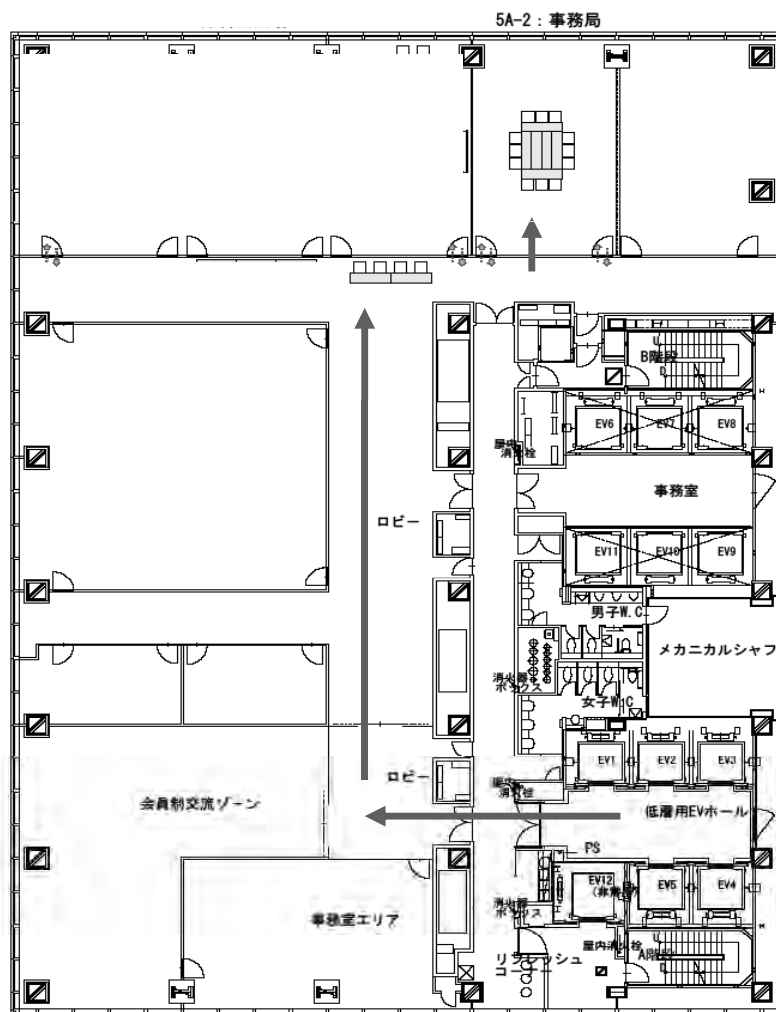 5A-2：事務局
U
B階段
D
EV6
EV7
EV8
屋内
消火栓
事務室
ロビー
EV11
EV10
EV9
男子W.C
メカニカルシャフ
消火器
ボックス
女子W.C
EV1
EV2
EV3
ロビー
屋内
消火栓
会員制交流ゾーン
低層用EVホール
PS
EV12
EV5
EV4
消火器
ボックス
事務室エリア
屋内消火栓
U
A階段
D
リフレッシュ
コーナー